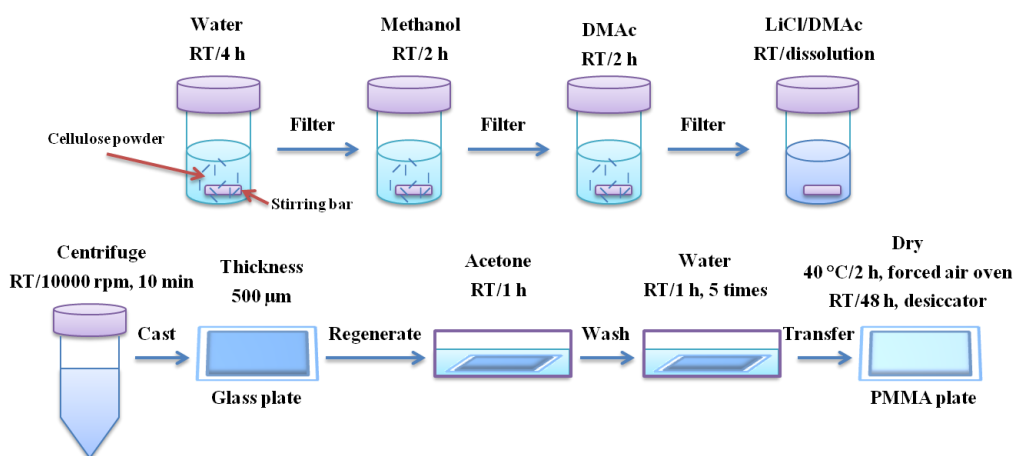 Water
RT/4 h
Methanol
RT/2 h
DMAc
RT/2 h
LiCl/DMAc
RT/dissolution
Filter
Filter
Filter
Cellulose powder
Stirring bar
Centrifuge
RT/10000 rpm, 10 min
Thickness
500 μm
Acetone
RT/1 h
Water
RT/1 h, 5 times
Dry
40 °C/2 h, forced air oven
RT/48 h, desiccator
Cast
Regenerate
Wash
Transfer
Glass plate
PMMA plate